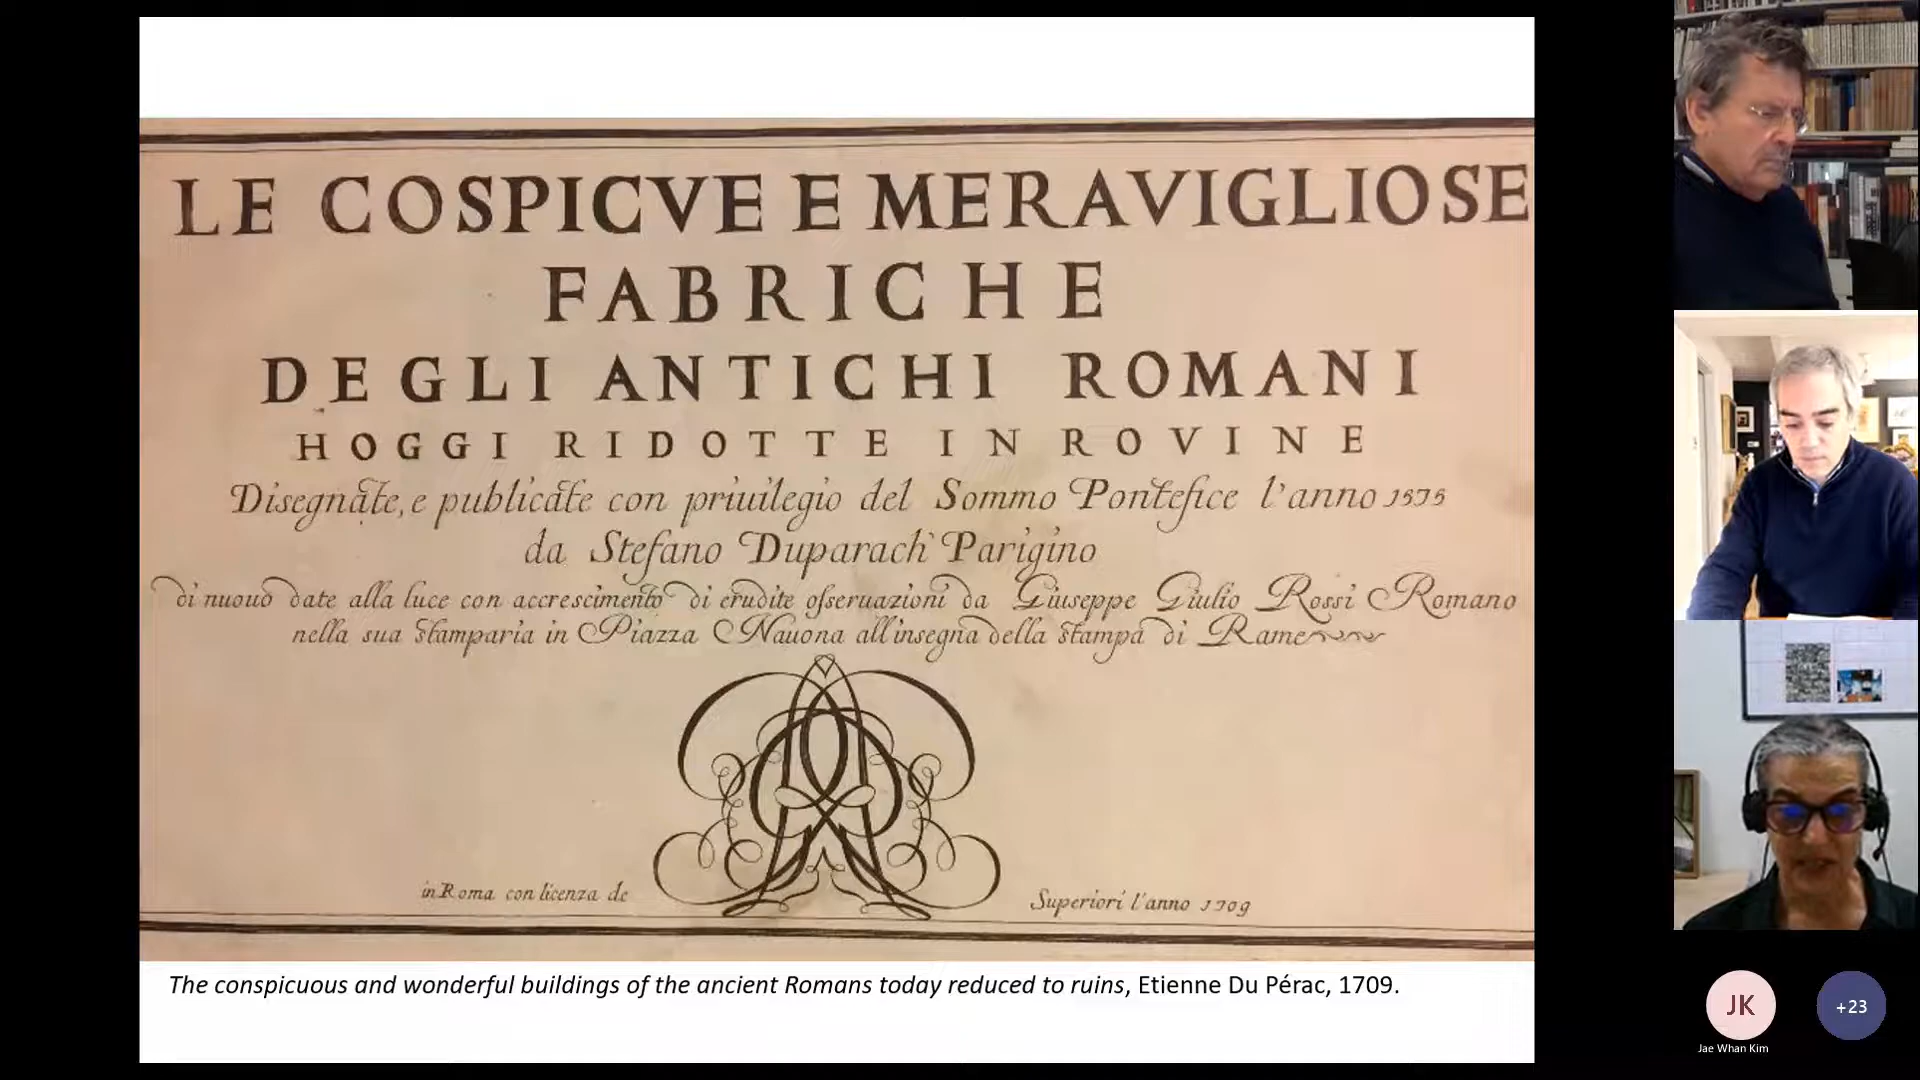 LE COSPICVE E MERAVIGLIOSE
FABRICHE
DEGLI ANTICHI ROMANI
HOGGI RIDOTTE IN ROVINE
Disegnate, e publicate con priuilegio del Sommo Pontefice l'anno 1575
da Stefano Duparach Parigino
di nuouo date alla luce con accrescimento di erudite osseruazioni da Giuseppe Giulio Rossi Romano
nella sua stamparia in Piazza Nauona all'insegna della stampa di Rame
in Roma con licenza de Superiori l'anno 1709
The conspicuous and wonderful buildings of the ancient Romans today reduced to ruins, Etienne Du Pérac, 1709.
JK
+23
Jae Whan Kim